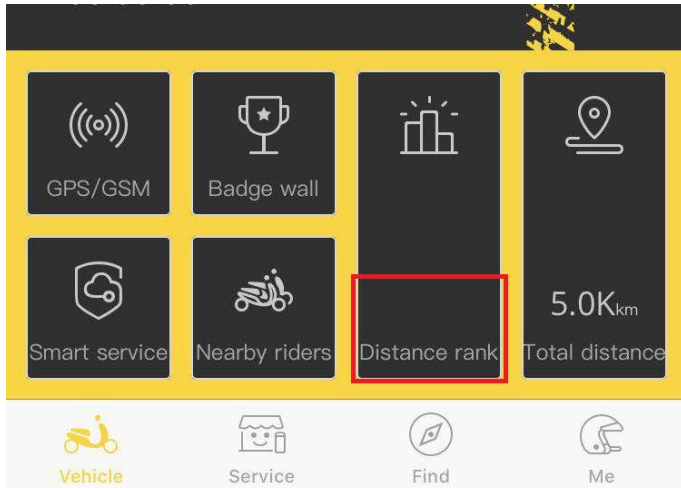 GPS/GSM
Badge wall
Smart service
Nearby riders
Distance rank
5.0Kkm
Total distance
Vehicle
Service
Find
Me